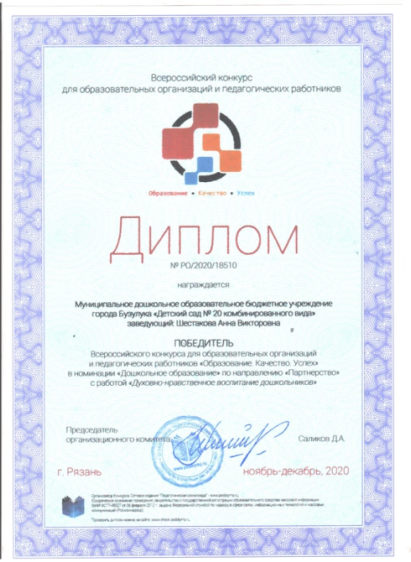 Всероссийский конкурс
для образовательных организаций и педагогических работников
Образование • Качество • Успех
Диплом
№ РО/2020/18510
награждается
Муниципальное дошкольное образовательное бюджетное учреждение
города Бузулука «Детский сад № 20 комбинированного вида»
заведующий: Шестакова Анна Викторовна
ПОБЕДИТЕЛЬ
Всероссийского конкурса для образовательных организаций
и педагогических работников «Образование. Качество. Успех»
в номинации «Дошкольное образование» по направлению «Партнерство»
с работой «Духовно-нравственное воспитание дошкольников»
Председатель
организационного комитета
Саликов Д.А.
г. Рязань
ноябрь-декабрь, 2020